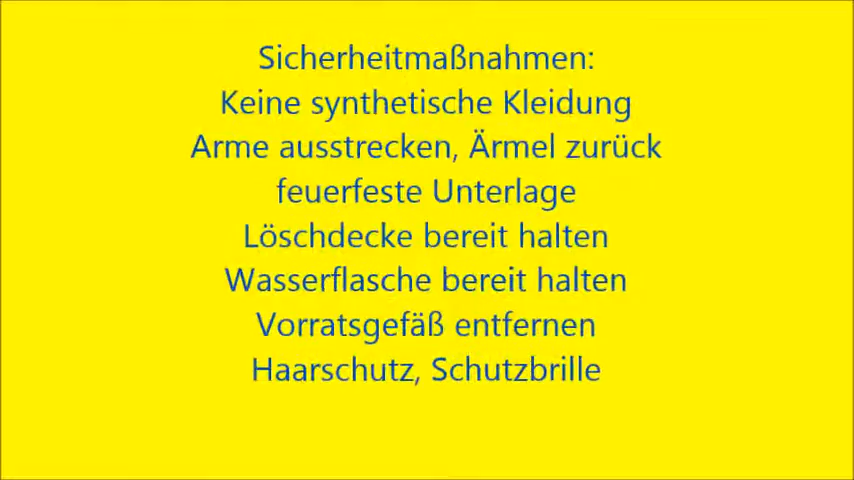 Sicherheitmaßnahmen:
Keine synthetische Kleidung
Arme ausstrecken, Ärmel zurück
feuerfeste Unterlage
Löschdecke bereit halten
Wasserflasche bereit halten
Vorratsgefäß entfernen
Haarschutz, Schutzbrille